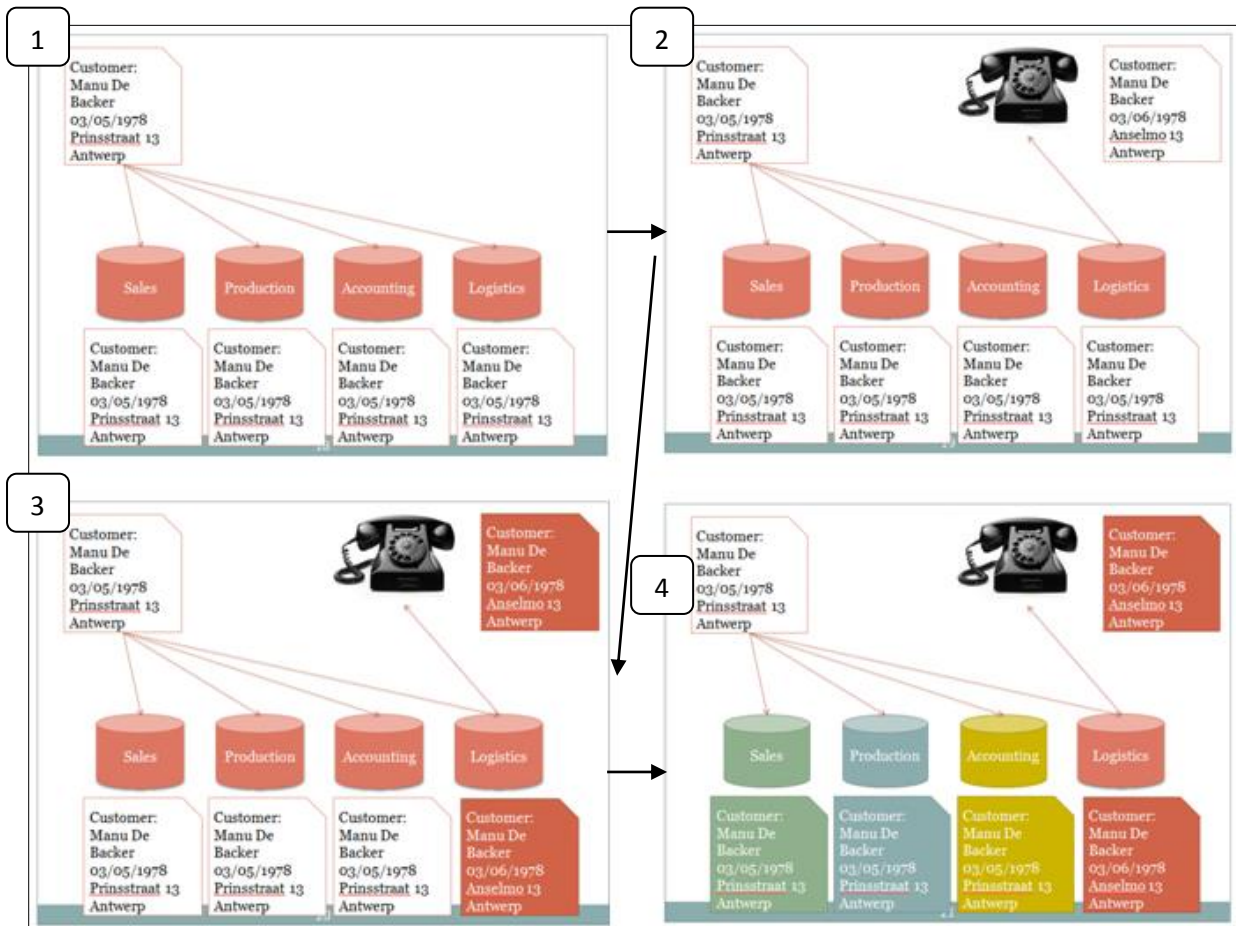 1
Customer:
Manu De
Backer
03/05/1978
Prinsstraat 13
Antwerp
Sales
Production
Accounting
Logistics
Customer:
Manu De
Backer
03/05/1978
Prinsstraat 13
Antwerp
Customer:
Manu De
Backer
03/05/1978
Prinsstraat 13
Antwerp
Customer:
Manu De
Backer
03/05/1978
Prinsstraat 13
Antwerp
Customer:
Manu De
Backer
03/05/1978
Prinsstraat 13
Antwerp
2
Customer:
Manu De
Backer
03/05/1978
Prinsstraat 13
Antwerp
Customer:
Manu De
Backer
03/06/1978
Anselmo 13
Antwerp
Sales
Production
Accounting
Logistics
Customer:
Manu De
Backer
03/05/1978
Prinsstraat 13
Antwerp
Customer:
Manu De
Backer
03/05/1978
Prinsstraat 13
Antwerp
Customer:
Manu De
Backer
03/05/1978
Prinsstraat 13
Antwerp
Customer:
Manu De
Backer
03/05/1978
Prinsstraat 13
Antwerp
3
Customer:
Manu De
Backer
03/05/1978
Prinsstraat 13
Antwerp
Customer:
Manu De
Backer
03/06/1978
Anselmo 13
Antwerp
Sales
Production
Accounting
Logistics
Customer:
Manu De
Backer
03/05/1978
Prinsstraat 13
Antwerp
Customer:
Manu De
Backer
03/05/1978
Prinsstraat 13
Antwerp
Customer:
Manu De
Backer
03/05/1978
Prinsstraat 13
Antwerp
Customer:
Manu De
Backer
03/06/1978
Anselmo 13
Antwerp
4
Customer:
Manu De
Backer
03/05/1978
Prinsstraat 13
Antwerp
Customer:
Manu De
Backer
03/06/1978
Anselmo 13
Antwerp
Sales
Production
Accounting
Logistics
Customer:
Manu De
Backer
03/05/1978
Prinsstraat 13
Antwerp
Customer:
Manu De
Backer
03/05/1978
Prinsstraat 13
Antwerp
Customer:
Manu De
Backer
03/05/1978
Prinsstraat 13
Antwerp
Customer:
Manu De
Backer
03/06/1978
Anselmo 13
Antwerp